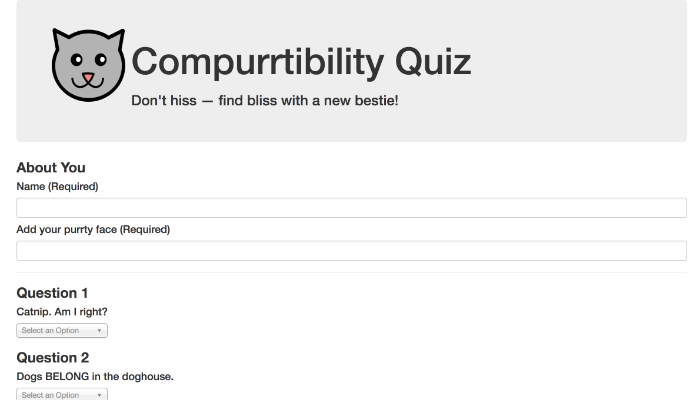 Compurrtibility Quiz
Don't hiss — find bliss with a new bestie!
About You
Name (Required)
Add your purrty face (Required)
Question 1
Catnip. Am I right?
Select an Option
Question 2
Dogs BELONG in the doghouse.
Select an Option